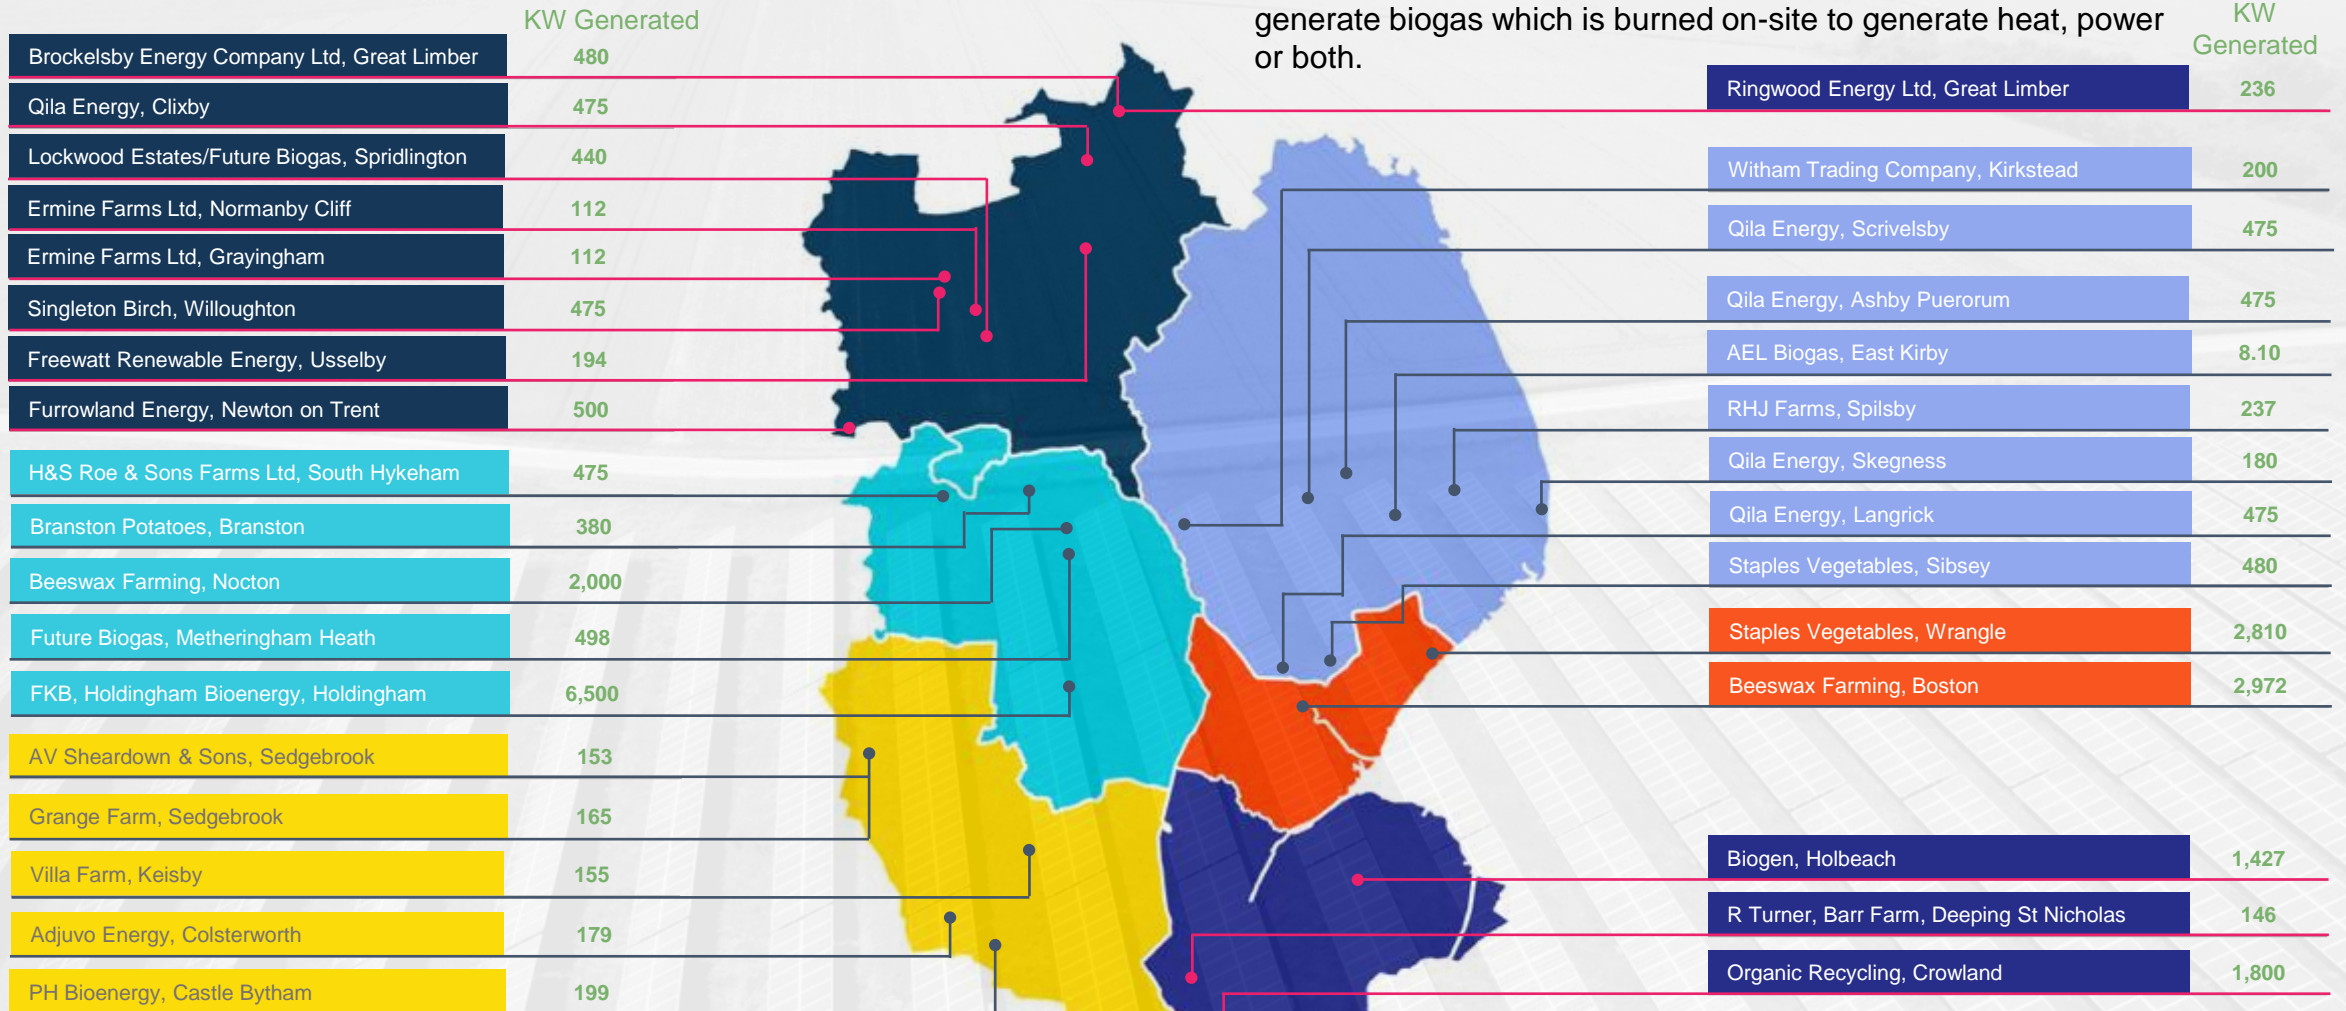 KW Generated
Brockelsby Energy Company Ltd, Great Limber 480
Qila Energy, Clixby 475
Lockwood Estates/Future Biogas, Spridlington 440
Ermine Farms Ltd, Normanby Cliff 112
Ermine Farms Ltd, Grayingham 112
Singleton Birch, Willoughton 475
Freewatt Renewable Energy, Usselby 194
Furrowland Energy, Newton on Trent 500
H&S Roe & Sons Farms Ltd, South Hykeham 475
Branston Potatoes, Branston 380
Beeswax Farming, Nocton 2,000
Future Biogas, Metheringham Heath 498
FKB, Holdingham Bioenergy, Holdingham 6,500
AV Sheardown & Sons, Sedgebrook 153
Grange Farm, Sedgebrook 165
Villa Farm, Keisby 155
Adjuvo Energy, Colsterworth 179
PH Bioenergy, Castle Bytham 199
generate biogas which is burned on-site to generate heat, power
or both.
KW
Generated
Ringwood Energy Ltd, Great Limber 236
Witham Trading Company, Kirkstead 200
Qila Energy, Scrivelsby 475
Qila Energy, Ashby Puerorum 475
AEL Biogas, East Kirby 8.10
RHJ Farms, Spilsby 237
Qila Energy, Skegness 180
Qila Energy, Langrick 475
Staples Vegetables, Sibsey 480
Staples Vegetables, Wrangle 2,810
Beeswax Farming, Boston 2,972
Biogen, Holbeach 1,427
R Turner, Barr Farm, Deeping St Nicholas 146
Organic Recycling, Crowland 1,800